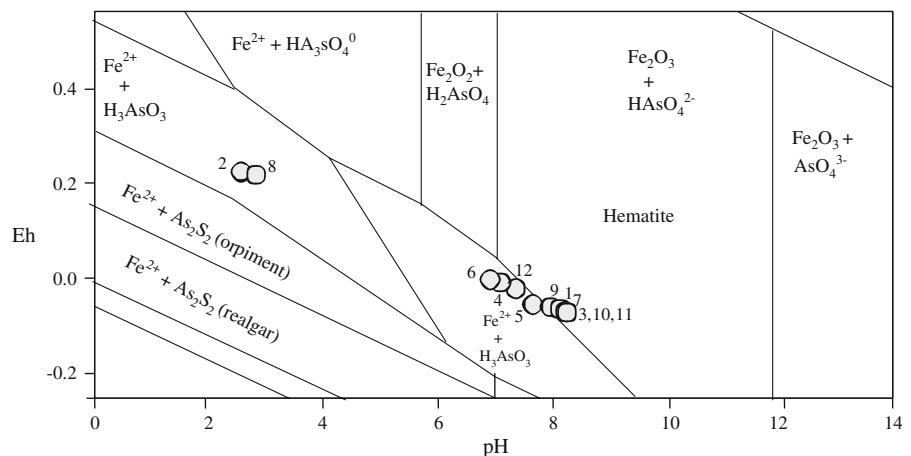 Fe²⁺ + HA₃sO₄⁰
Fe²⁺
+
H₃AsO₃
Fe₂O₂+
H₂AsO₄
Fe₂O₃
+
HAsO₄²⁻
Fe₂O₃ +
AsO₄³⁻
0.4
0.2
0.0
-0.2
Eh
2
8
Fe²⁺ + As₂S₂ (orpiment)
Fe²⁺ + As₂S₂ (realgar)
Hematite
6
4
12
5
9
1
7
3,10,11
Fe²⁺
+
H₃AsO₃
0 2 4 6 8 10 12 14
pH